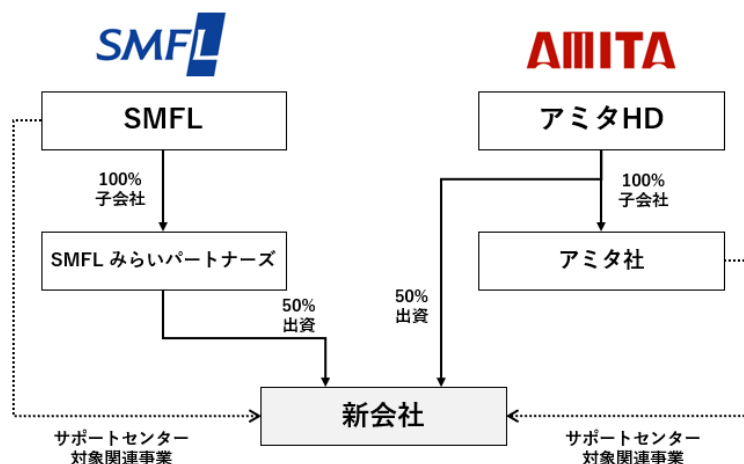 SMFL
AMITA
SMFL
アミタHD
100%
子会社
100%
子会社
SMFL みらいパートナーズ
アミタ社
50%
出資
50%
出資
新会社
サポートセンター
対象関連事業
サポートセンター
対象関連事業